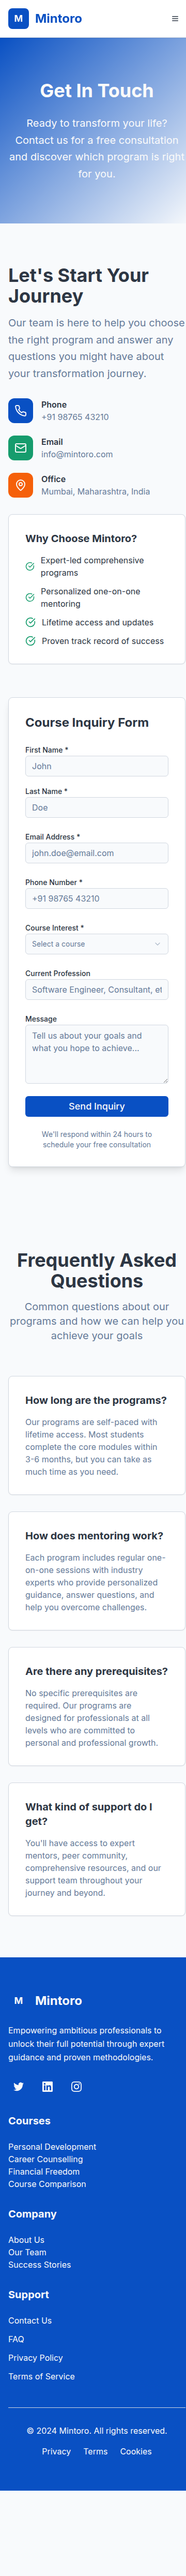 M Mintoro
Get In Touch
Ready to transform your life?
Contact us for a free consultation
and discover which program is right
for you.
Let's Start Your
Journey
Our team is here to help you choose
the right program and answer any
questions you might have about
your transformation journey.
Phone
+91 98765 43210
Email
info@mintoro.com
Office
Mumbai, Maharashtra, India
Why Choose Mintoro?
Expert-led comprehensive
programs
Personalized one-on-one
mentoring
Lifetime access and updates
Proven track record of success
Course Inquiry Form
First Name *
John
Last Name *
Doe
Email Address *
john.doe@email.com
Phone Number *
+91 98765 43210
Course Interest *
Select a course
Current Profession
Software Engineer, Consultant, et
Message
Tell us about your goals and
what you hope to achieve...
Send Inquiry
We'll respond within 24 hours to
schedule your free consultation
Frequently Asked
Questions
Common questions about our
programs and how we can help you
achieve your goals
How long are the programs?
Our programs are self-paced with
lifetime access. Most students
complete the core modules within
3-6 months, but you can take as
much time as you need.
How does mentoring work?
Each program includes regular one-
on-one sessions with industry
experts who provide personalized
guidance, answer questions, and
help you overcome challenges.
Are there any prerequisites?
No specific prerequisites are
required. Our programs are
designed for professionals at all
levels who are committed to
personal and professional growth.
What kind of support do I
get?
You'll have access to expert
mentors, peer community,
comprehensive resources, and our
support team throughout your
journey and beyond.
M Mintoro
Empowering ambitious professionals to
unlock their full potential through expert
guidance and proven methodologies.
Courses
Personal Development
Career Counselling
Financial Freedom
Course Comparison
Company
About Us
Our Team
Success Stories
Support
Contact Us
FAQ
Privacy Policy
Terms of Service
© 2024 Mintoro. All rights reserved.
Privacy Terms Cookies